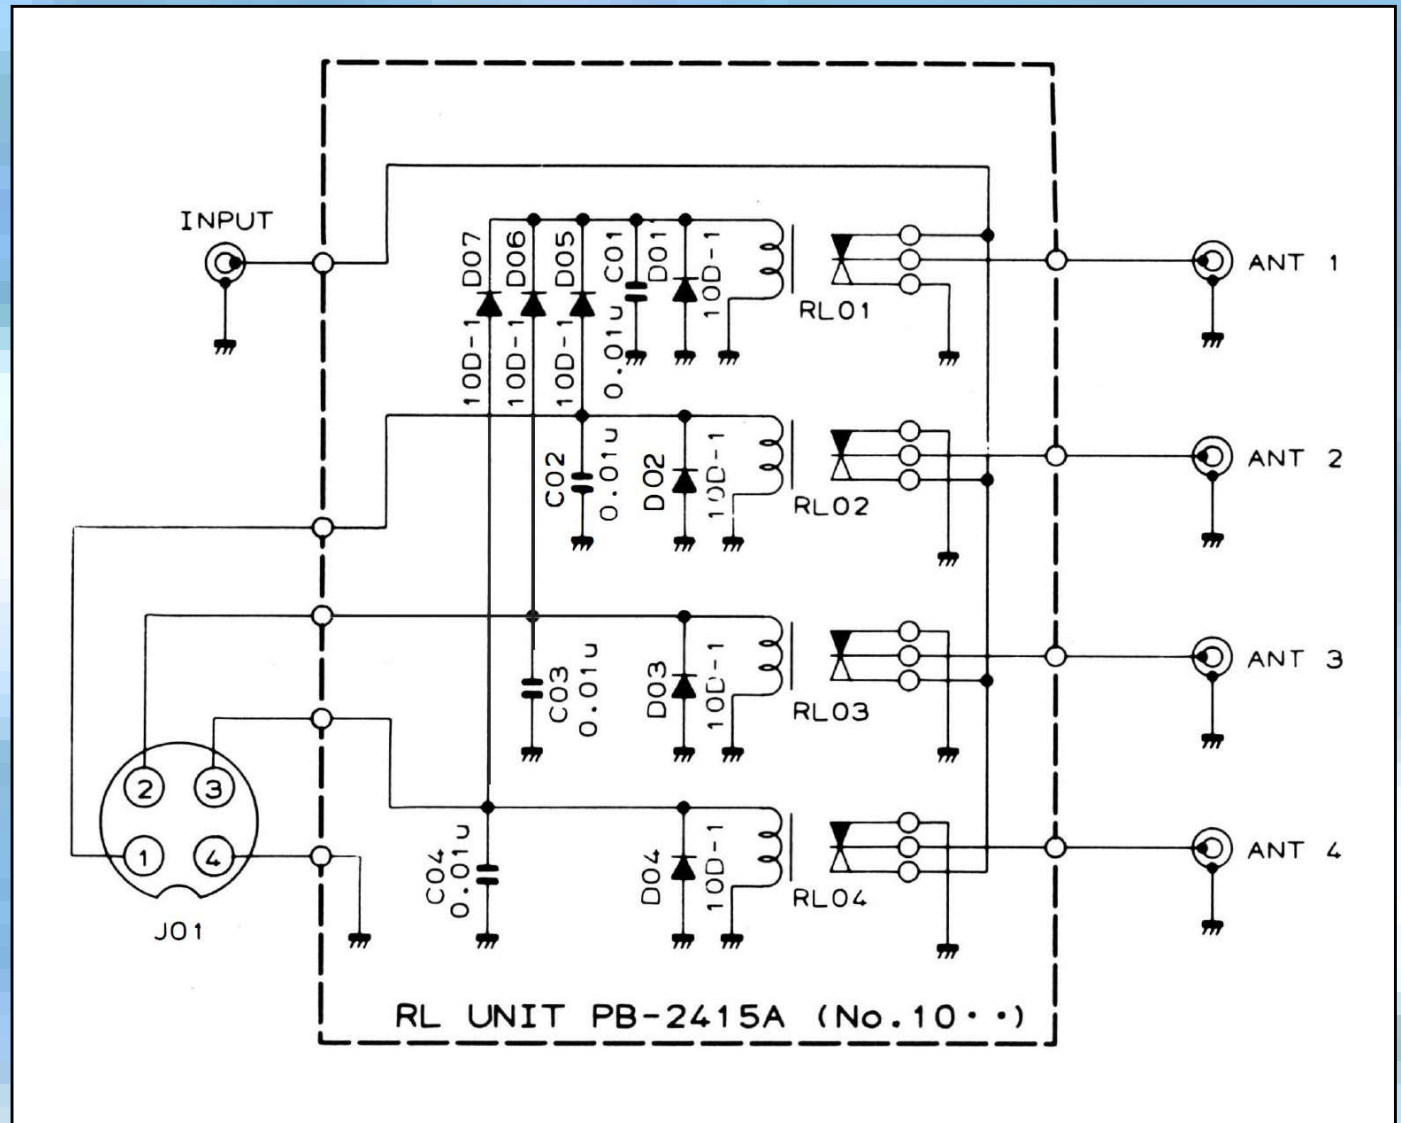 INPUT
D07
10D-1
D06
10D-1
D05
10D-1
C01
0.01u
D01
10D-1
RL01
ANT 1
C02
0.01u
D02
10D-1
RL02
ANT 2
C03
0.01u
D03
10D-1
RL03
ANT 3
2
3
1
4
J01
C04
0.01u
D04
10D-1
RL04
ANT 4
RL UNIT PB-2415A (No.10··)